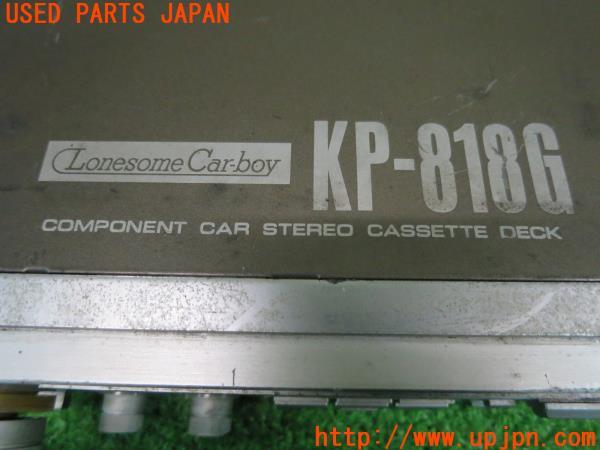 USED PARTS JAPAN
Lonesome Car-boy
KP-818G
COMPONENT CAR STEREO CASSETTE DECK
http://www.upjpn.com